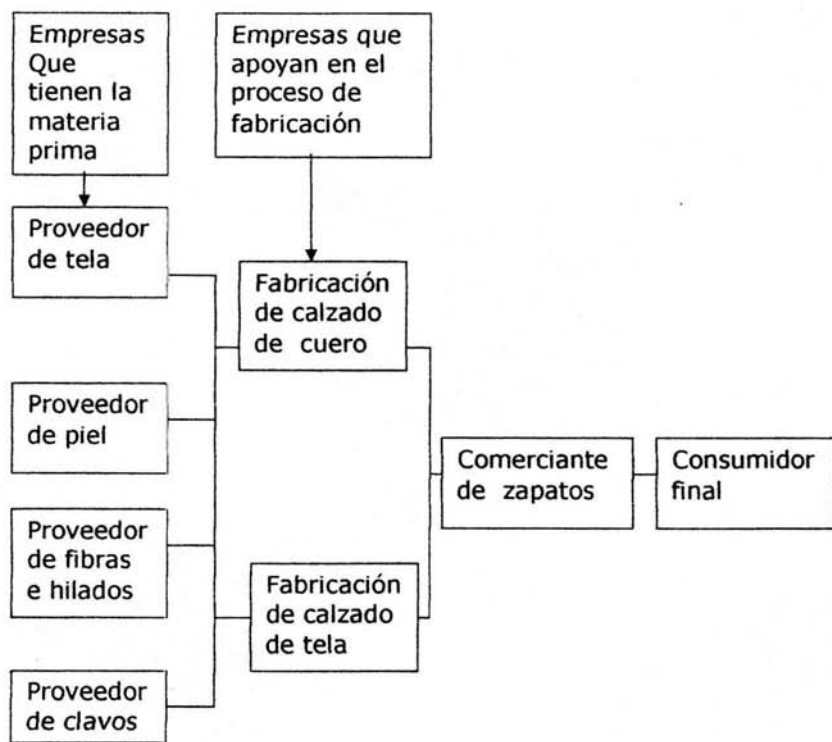 Empresas
Que
tienen la
materia
prima
Empresas que
apoyan en el
proceso de
fabricación
Proveedor
de tela
Fabricación
de calzado
de cuero
Proveedor
de piel
Comerciante
de zapatos
Consumidor
final
Proveedor
de fibras
e hilados
Fabricación
de calzado
de tela
Proveedor
de clavos